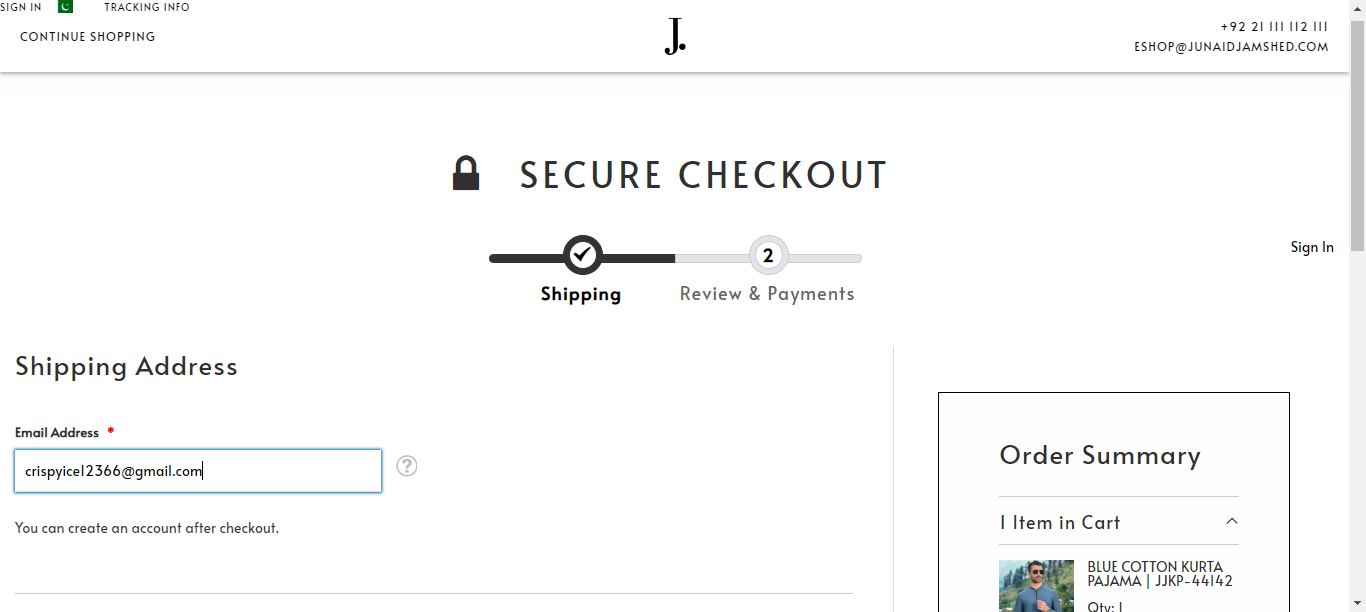 SIGN IN
TRACKING INFO
CONTINUE SHOPPING
J.
+92 21 111 112 111
ESHOP@JUNAIDJAMSHED.COM
SECURE CHECKOUT
Sign In
2
Shipping
Review & Payments
Shipping Address
Email Address *
crispyice12366@gmail.com
?
You can create an account after checkout.
Order Summary
1 Item in Cart
BLUE COTTON KURTA
PAJAMA | JJKP-44142
Qty: 1